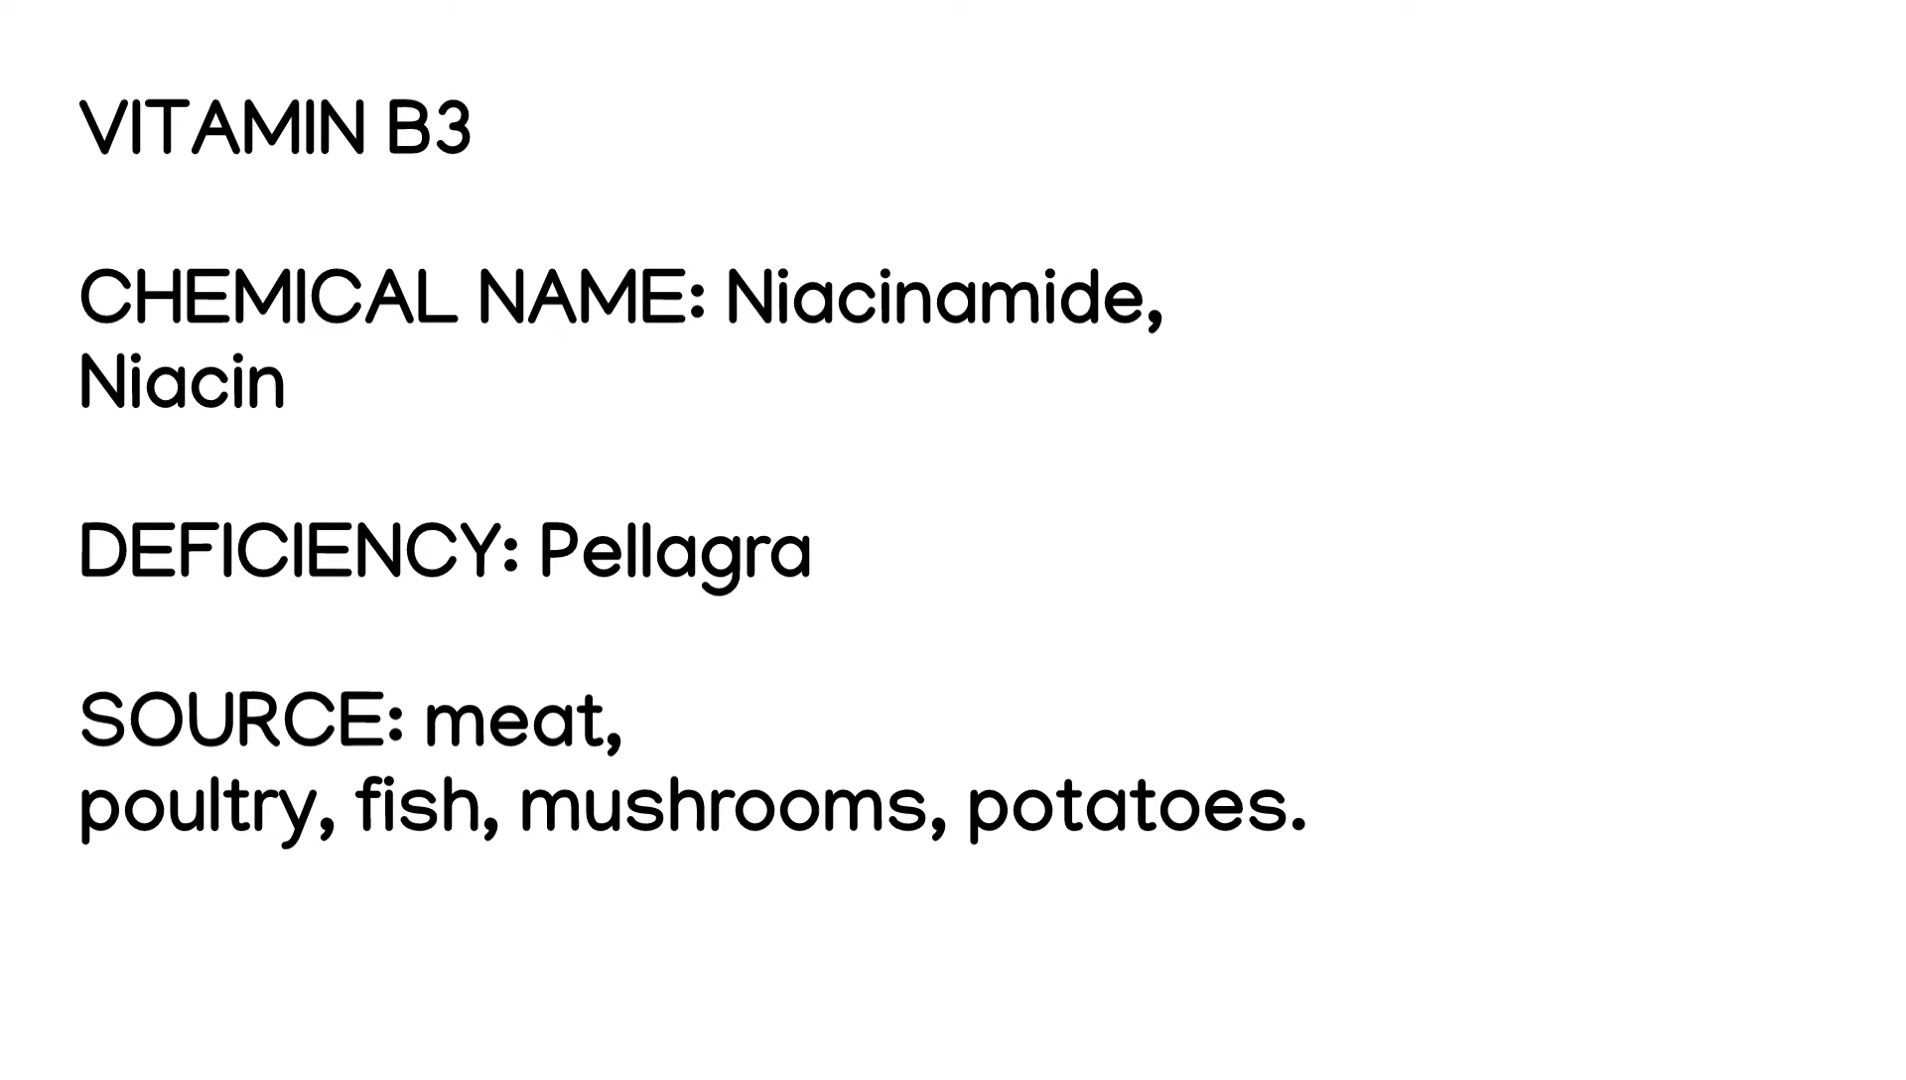 VITAMIN B3
CHEMICAL NAME: Niacinamide,
Niacin
DEFICIENCY: Pellagra
SOURCE: meat,
poultry, fish, mushrooms, potatoes.